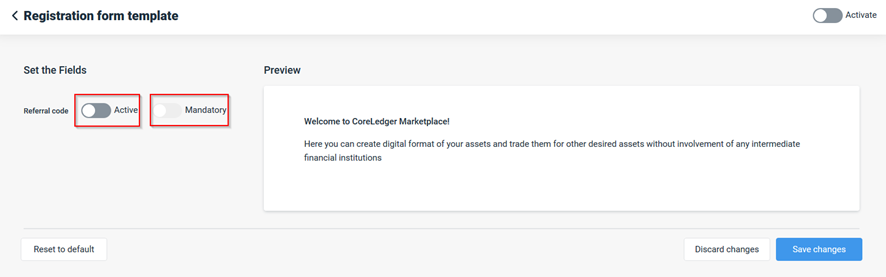 Registration form template
Activate
Set the Fields
Preview
Referral code
Active
Mandatory
Welcome to CoreLedger Marketplace!
Here you can create digital format of your assets and trade them for other desired assets without involvement of any intermediate
financial institutions
Reset to default
Discard changes
Save changes